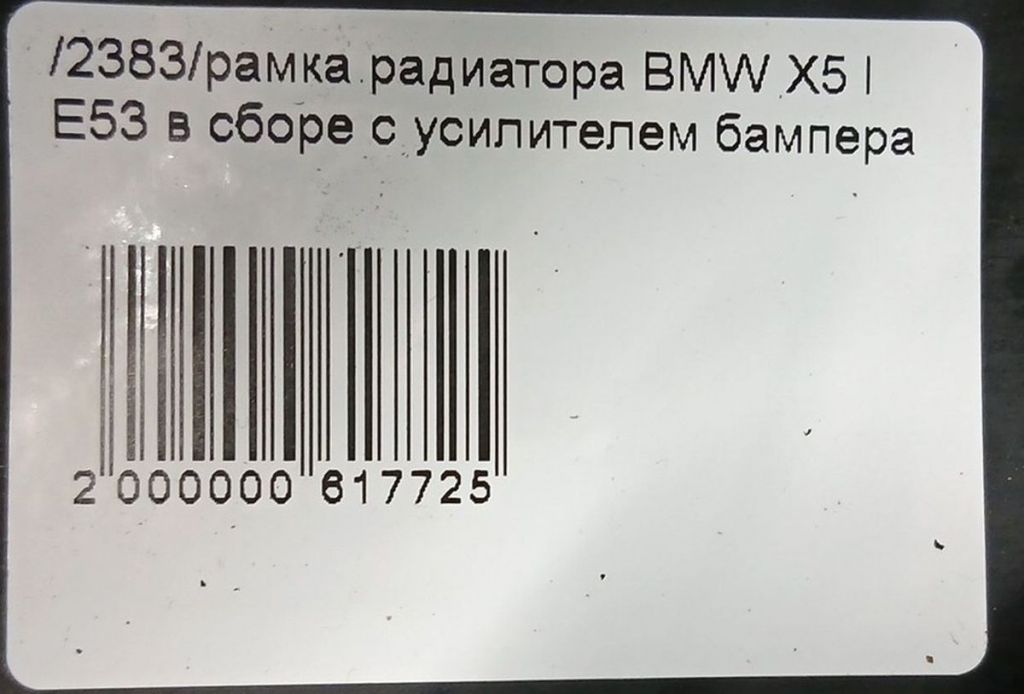 /2383/рамка радиатора BMW X5 I
E53 в сборе с усилителем бампера
2 000000 617725